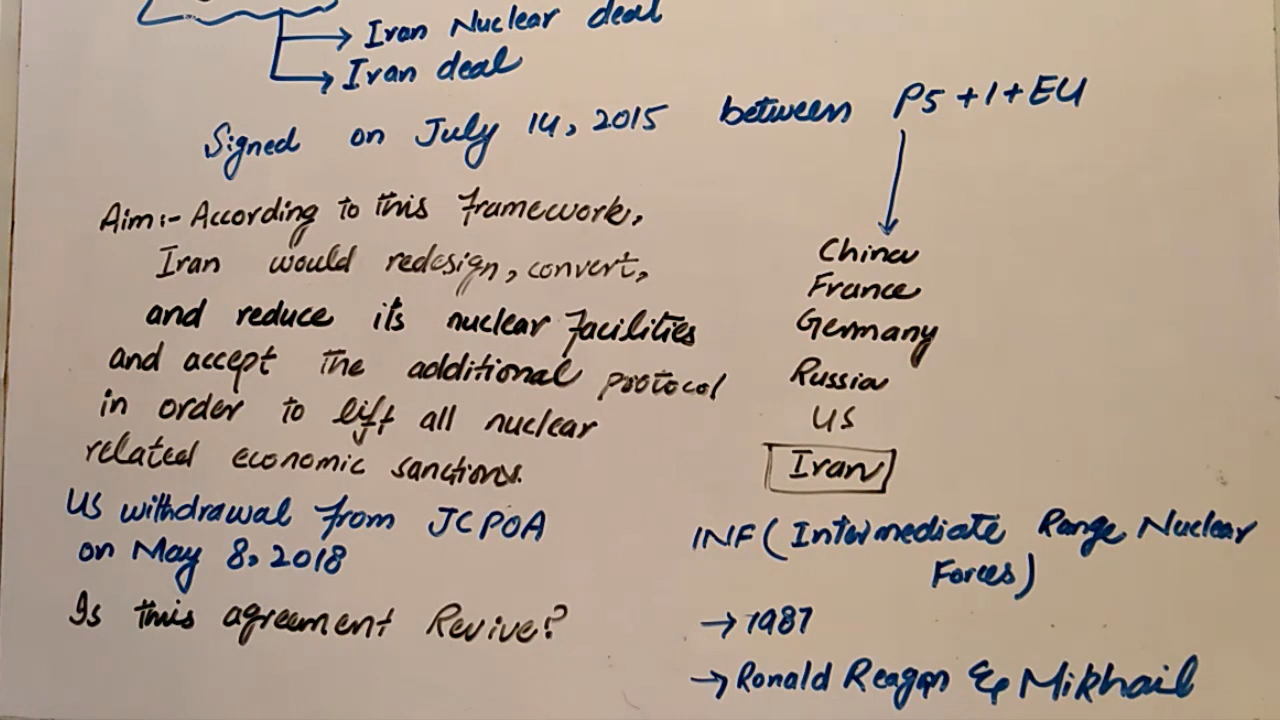 → Iran Nuclear deal
→ Iran deal
Signed on July 14, 2015 between P5+1+EU
Aim:- According to this framework,
Iran would redesign, convert,
and reduce its nuclear facilities
and accept the additional protocol
in order to lift all nuclear
related economic sanctions.
US withdrawal from JCPOA
on May 8, 2018
Is this agreement Revive?
China
France
Germany
Russia
US
Iran
INF (Intermediate Range Nuclear
Forces)
→ 1987
→ Ronald Reagan & Mikhail